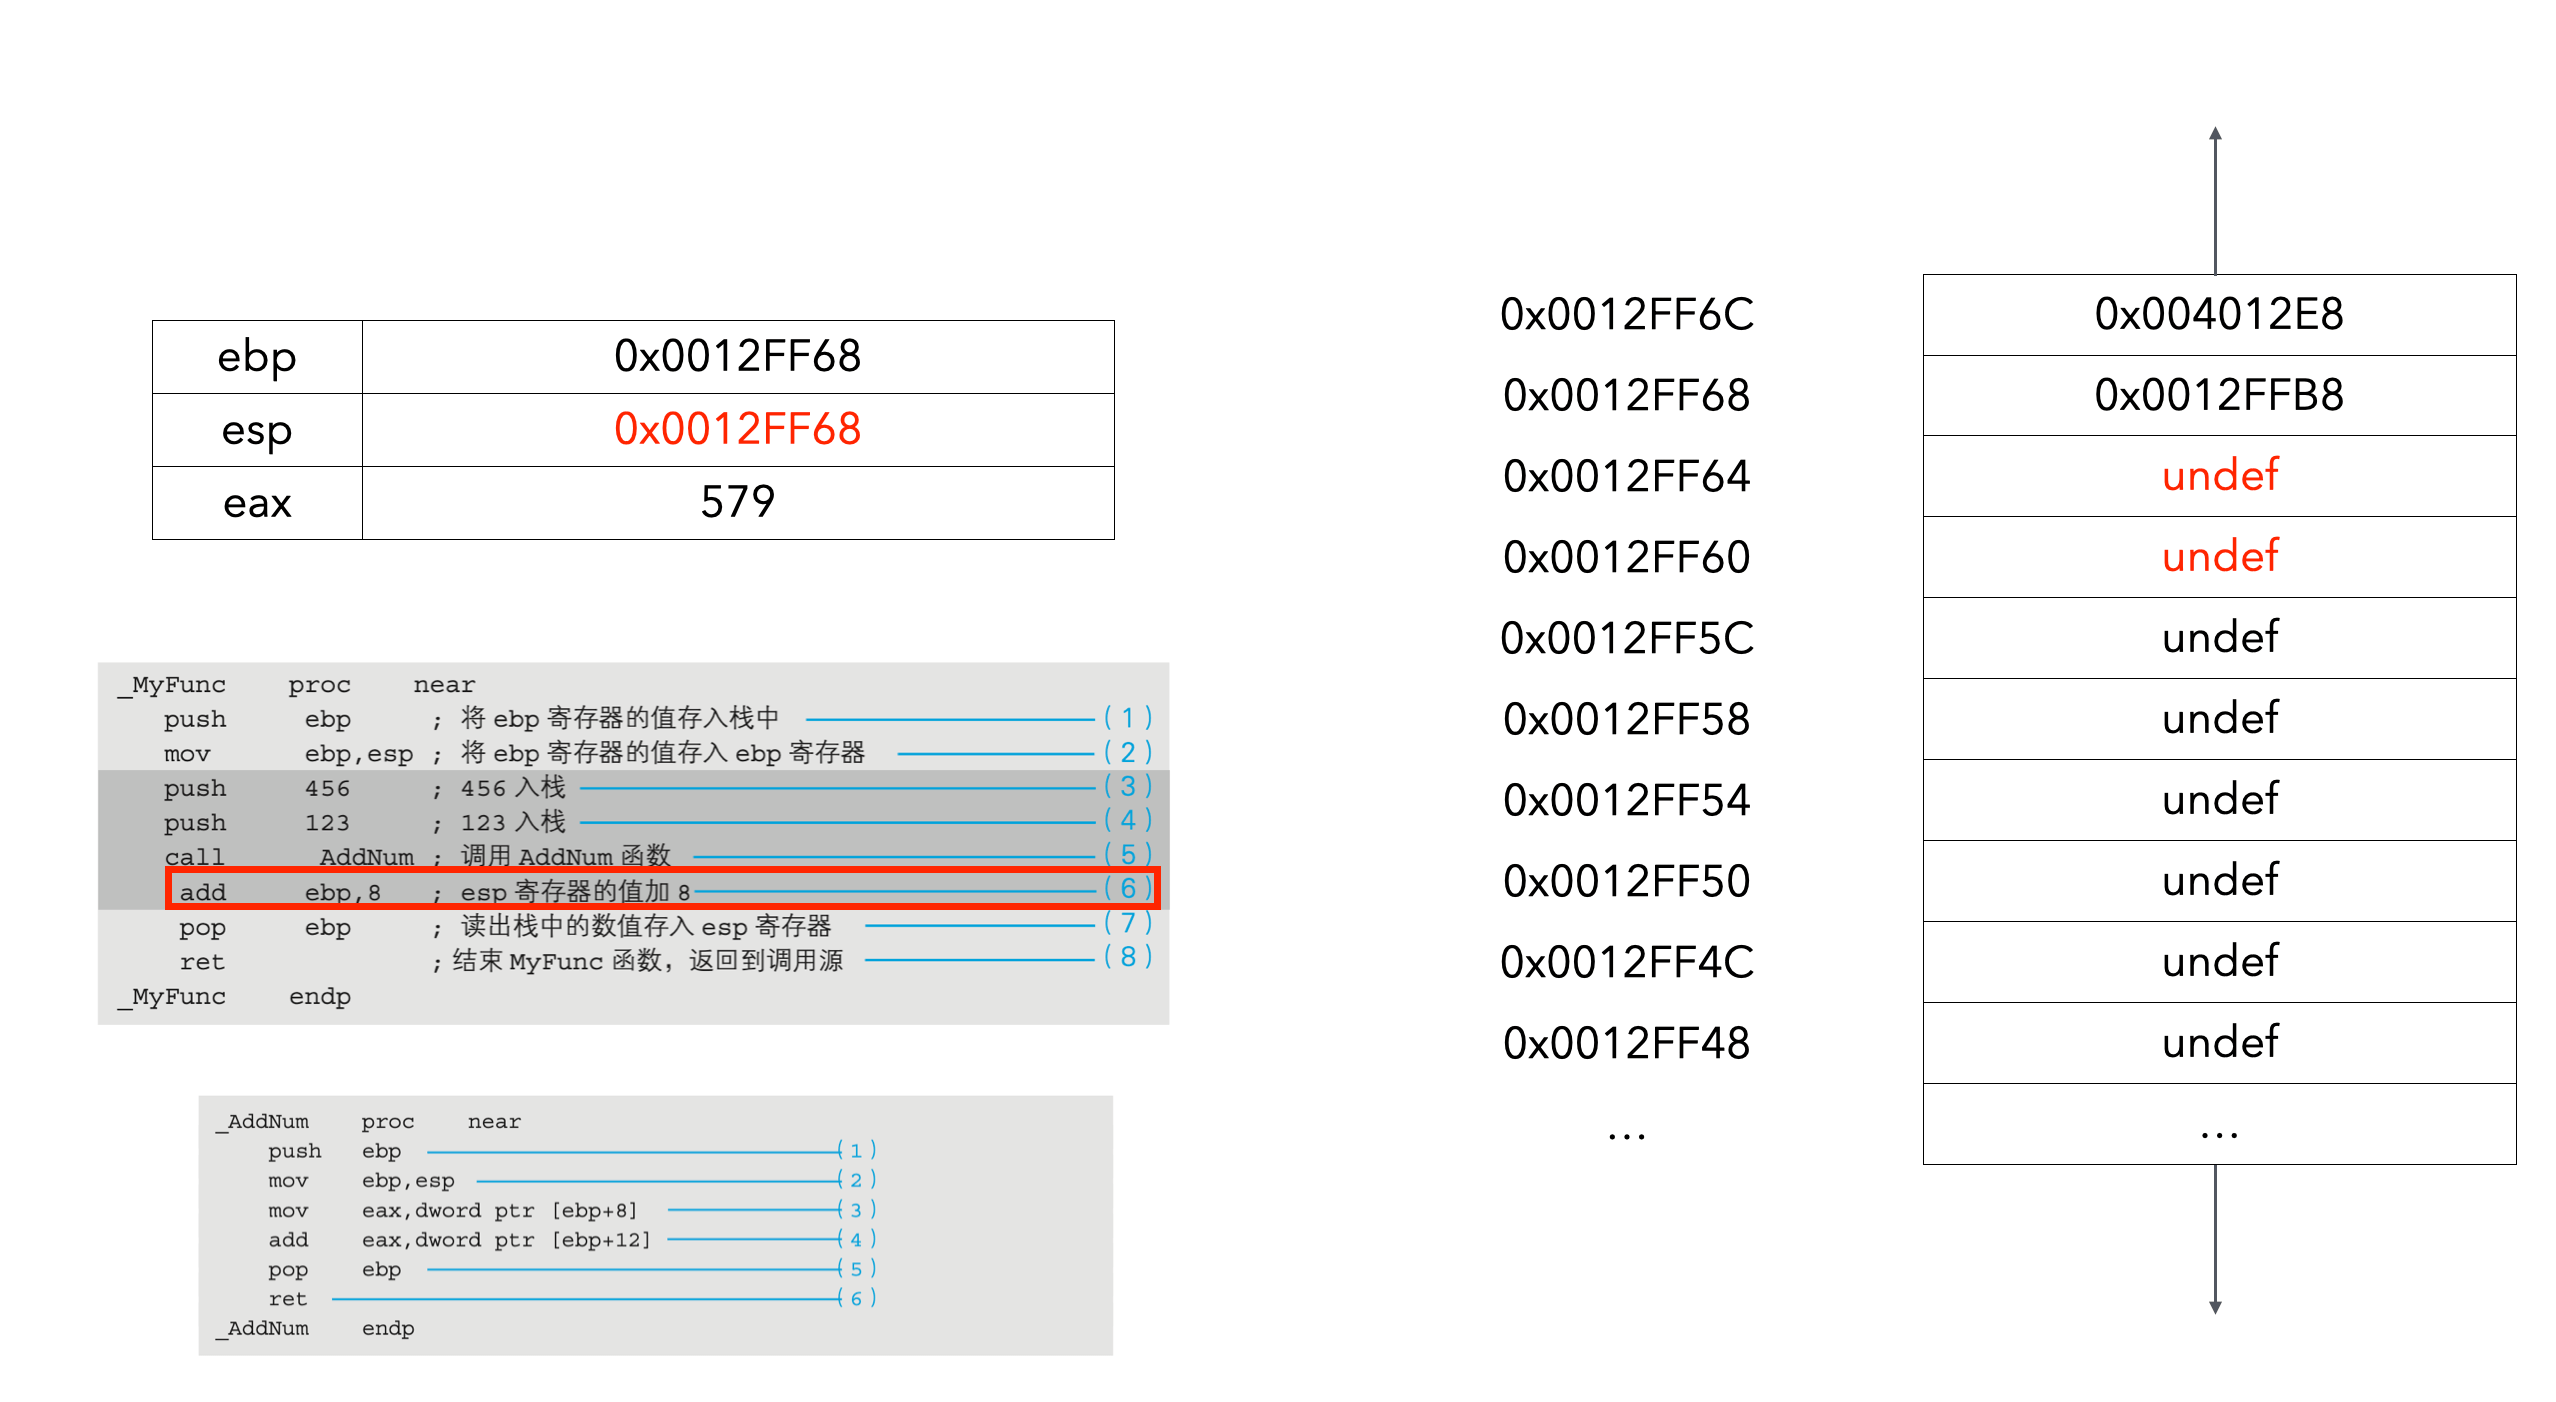 ebp 0x0012FF68
esp 0x0012FF68
eax 579
_MyFunc proc near
push ebp ; 将 ebp 寄存器的值存入栈中 (1)
mov ebp,esp ; 将 ebp 寄存器的值存入 ebp 寄存器 (2)
push 456 ; 456 入栈 (3)
push 123 ; 123 入栈 (4)
call AddNum ; 调用 AddNum 函数 (5)
add ebp,8 ; esp 寄存器的值加 8 (6)
pop ebp ; 读出栈中的数值存入 esp 寄存器 (7)
ret ; 结束 MyFunc 函数，返回到调用源 (8)
_MyFunc endp
_AddNum proc near
push ebp (1)
mov ebp,esp (2)
mov eax,dword ptr [ebp+8] (3)
add eax,dword ptr [ebp+12] (4)
pop ebp (5)
ret (6)
_AddNum endp
0x0012FF6C 0x004012E8
0x0012FF68 0x0012FFB8
0x0012FF64 undef
0x0012FF60 undef
0x0012FF5C undef
0x0012FF58 undef
0x0012FF54 undef
0x0012FF50 undef
0x0012FF4C undef
0x0012FF48 undef
... ...